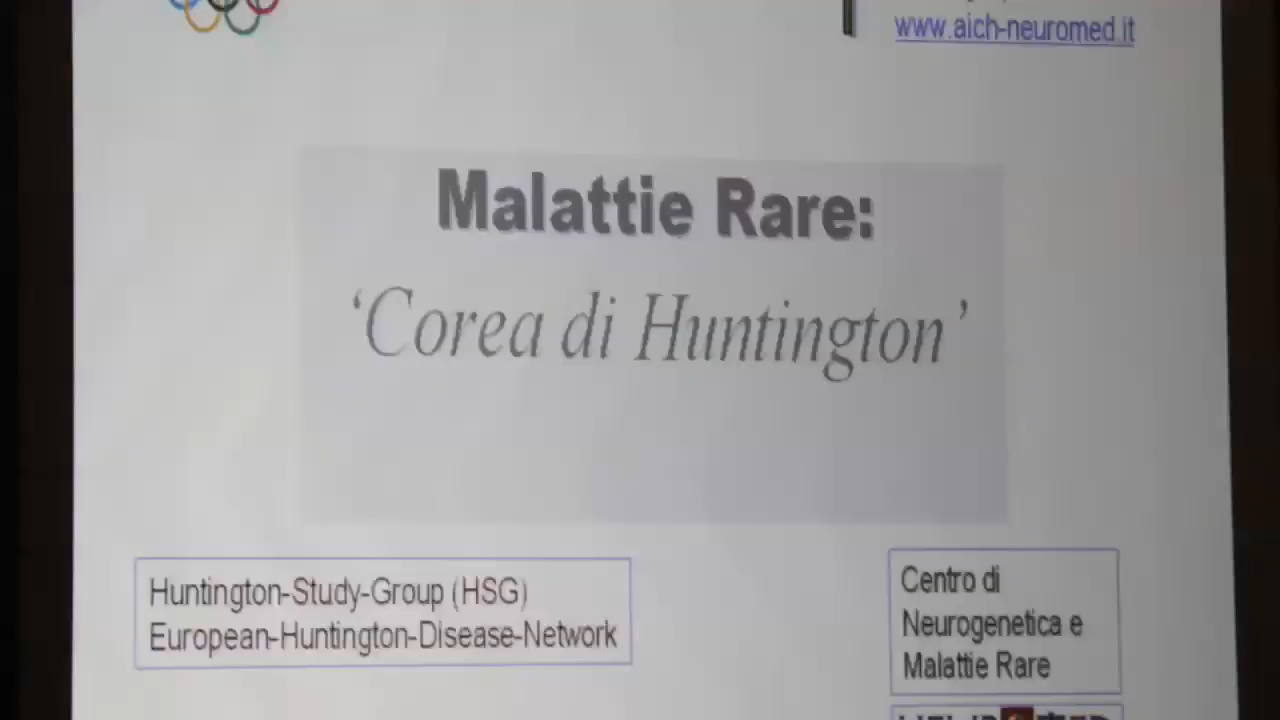 www.aich-neuromed.it
Malattie Rare:
‘Corea di Huntington’
Huntington-Study-Group (HSG)
European-Huntington-Disease-Network
Centro di
Neurogenetica e
Malattie Rare